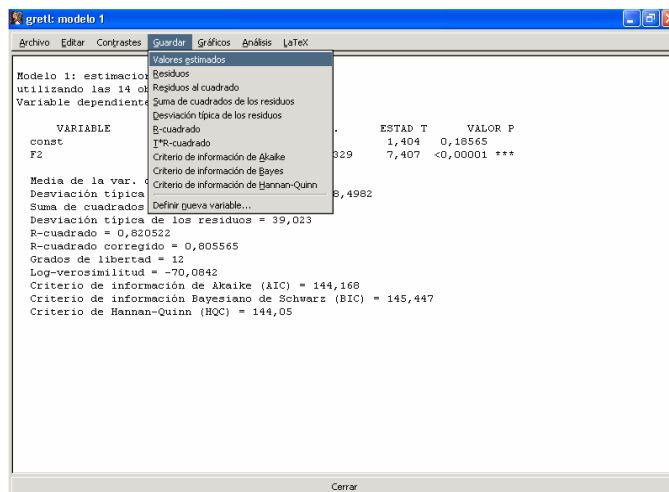 gretl: modelo 1
Archivo Editar Contrastes Guardar Gráficos Análisis LaTeX
Valores estimados
Residuos
Residuos al cuadrado
Suma de cuadrados de los residuos
Desviación típica de los residuos
R-cuadrado
T*R-cuadrado
Criterio de información de Akaike
Criterio de información de Bayes
Criterio de información de Hannan-Quinn
Definir nueva variable...
Modelo 1: estimacion
utilizando las 14 ob
Variable dependiente
VARIABLE . ESTAD T VALOR P
const 1,404 0,18565
F2 329 7,407 <0,00001 ***
Media de la var. d
Desviación típica 8,4982
Suma de cuadrados
Desviación típica de los residuos = 39,023
R-cuadrado = 0,820522
R-cuadrado corregido = 0,805565
Grados de libertad = 12
Log-verosimilitud = -70,0842
Criterio de información de Akaike (AIC) = 144,168
Criterio de información Bayesiano de Schwarz (BIC) = 145,447
Criterio de Hannan-Quinn (HQC) = 144,05
Cerrar